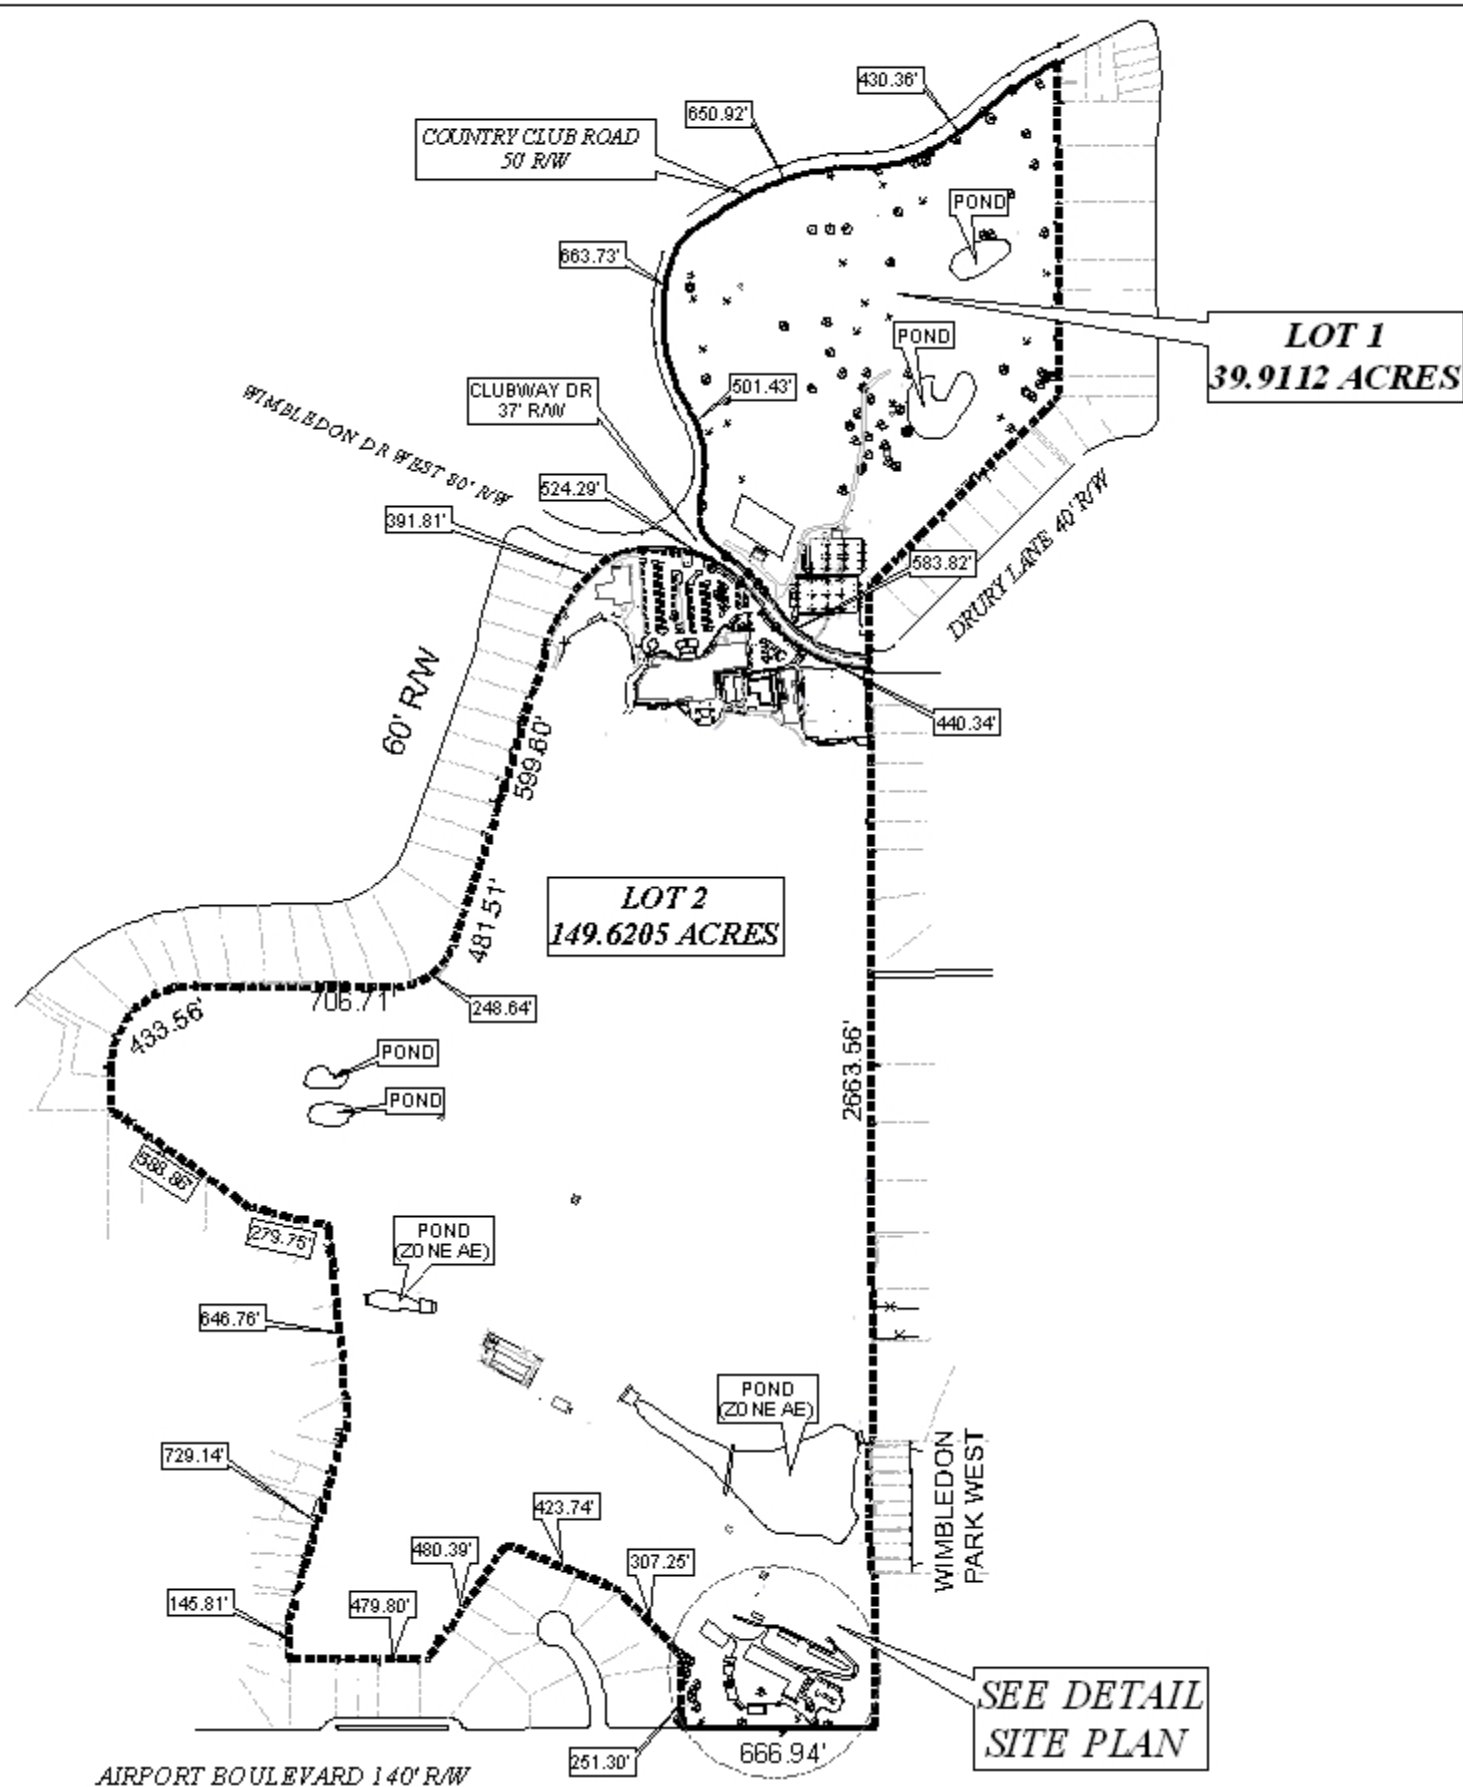 430.36'
650.92'
COUNTRY CLUB ROAD
50' R/W
POND
663.73'
LOT 1
39.9112 ACRES
POND
CLUBWAY DR
37' R/W
501.43'
WIMBLEDON DR WEST 80' R/W
524.29'
391.81'
583.82'
DRURY LANE 40' R/W
60' R/W
440.34'
599.60'
LOT 2
149.6205 ACRES
481.51'
706.71'
248.64'
433.56'
POND
POND
2663.56'
588.86'
279.75'
POND
(ZONE AE)
646.76'
POND
(ZONE AE)
729.14'
WIMBLEDON
PARK WEST
423.74'
480.39'
307.25'
145.81'
479.80'
SEE DETAIL
SITE PLAN
251.30'
666.94'
AIRPORT BOULEVARD 140' R/W